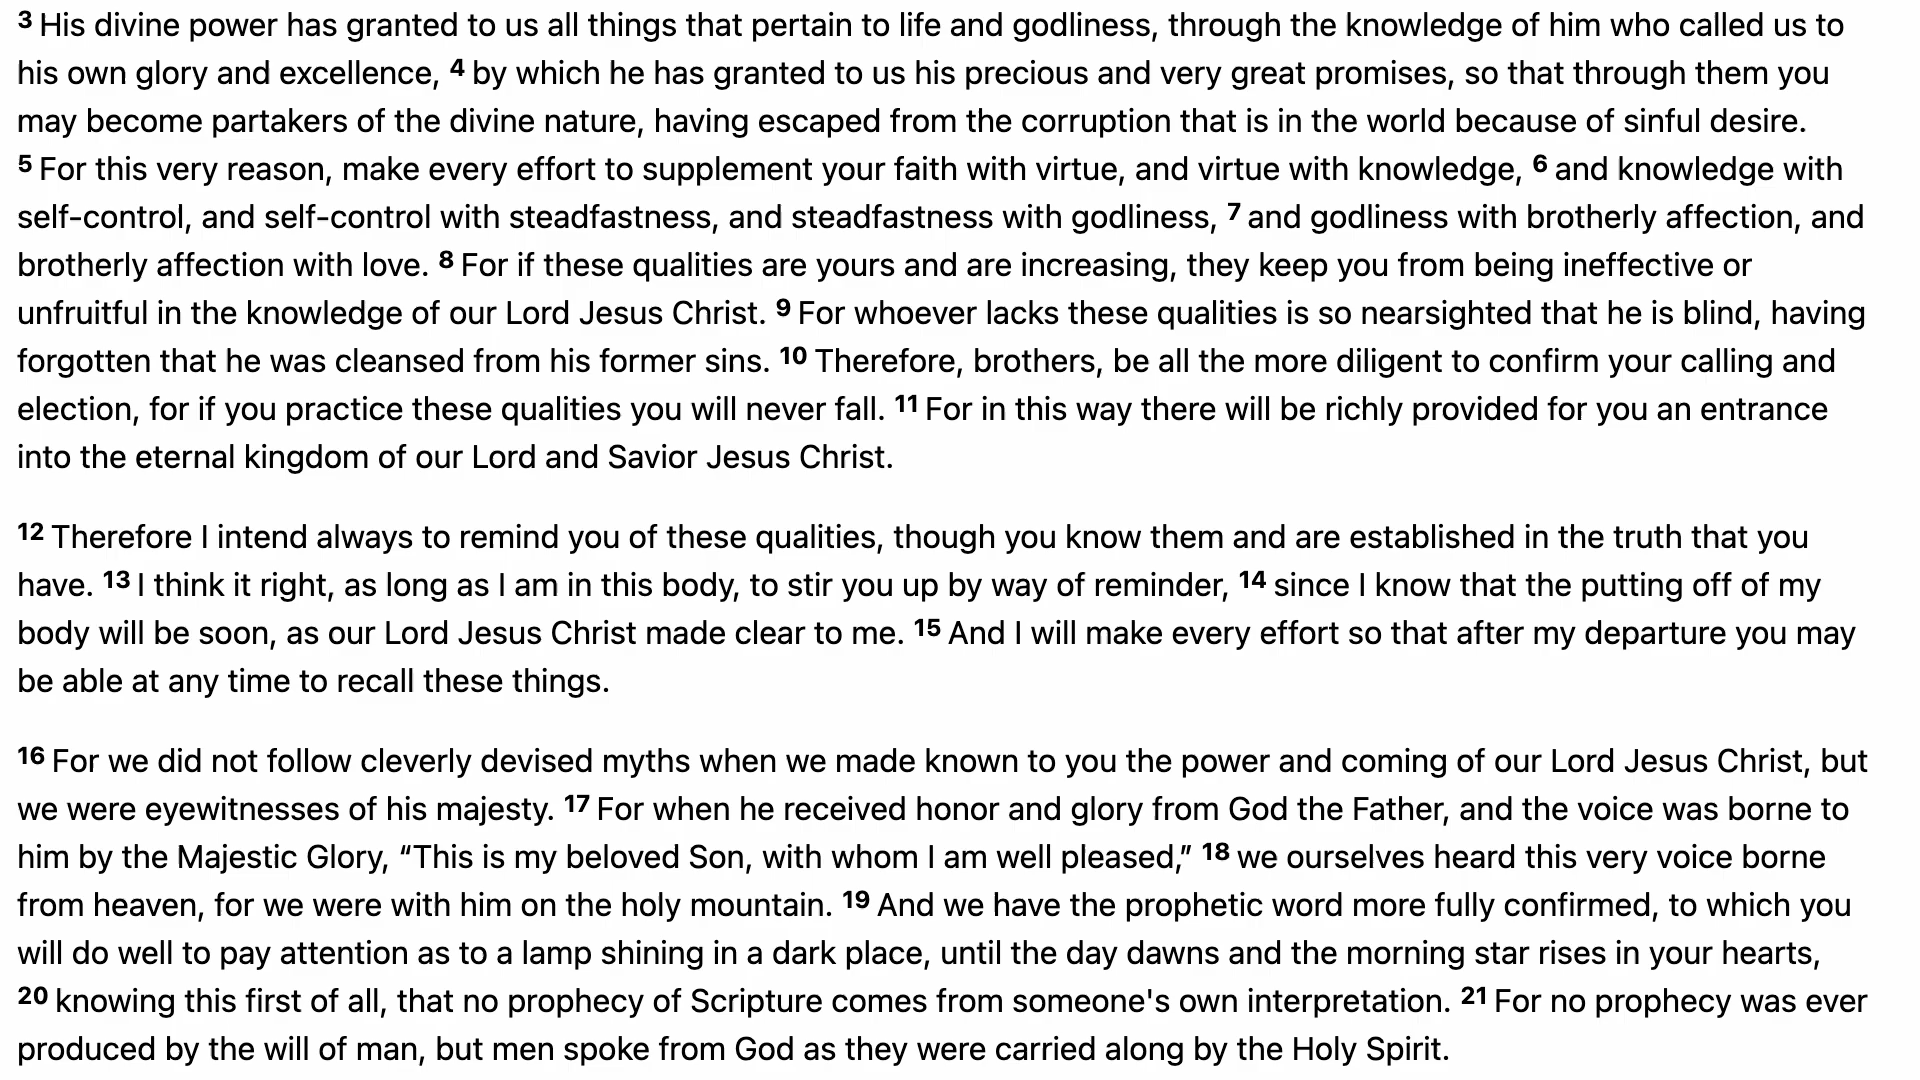 3 His divine power has granted to us all things that pertain to life and godliness, through the knowledge of him who called us to
his own glory and excellence, 4 by which he has granted to us his precious and very great promises, so that through them you
may become partakers of the divine nature, having escaped from the corruption that is in the world because of sinful desire.
5 For this very reason, make every effort to supplement your faith with virtue, and virtue with knowledge, 6 and knowledge with
self-control, and self-control with steadfastness, and steadfastness with godliness, 7 and godliness with brotherly affection, and
brotherly affection with love. 8 For if these qualities are yours and are increasing, they keep you from being ineffective or
unfruitful in the knowledge of our Lord Jesus Christ. 9 For whoever lacks these qualities is so nearsighted that he is blind, having
forgotten that he was cleansed from his former sins. 10 Therefore, brothers, be all the more diligent to confirm your calling and
election, for if you practice these qualities you will never fall. 11 For in this way there will be richly provided for you an entrance
into the eternal kingdom of our Lord and Savior Jesus Christ.
12 Therefore I intend always to remind you of these qualities, though you know them and are established in the truth that you
have. 13 I think it right, as long as I am in this body, to stir you up by way of reminder, 14 since I know that the putting off of my
body will be soon, as our Lord Jesus Christ made clear to me. 15 And I will make every effort so that after my departure you may
be able at any time to recall these things.
16 For we did not follow cleverly devised myths when we made known to you the power and coming of our Lord Jesus Christ, but
we were eyewitnesses of his majesty. 17 For when he received honor and glory from God the Father, and the voice was borne to
him by the Majestic Glory, “This is my beloved Son, with whom I am well pleased,” 18 we ourselves heard this very voice borne
from heaven, for we were with him on the holy mountain. 19 And we have the prophetic word more fully confirmed, to which you
will do well to pay attention as to a lamp shining in a dark place, until the day dawns and the morning star rises in your hearts,
20 knowing this first of all, that no prophecy of Scripture comes from someone's own interpretation. 21 For no prophecy was ever
produced by the will of man, but men spoke from God as they were carried along by the Holy Spirit.